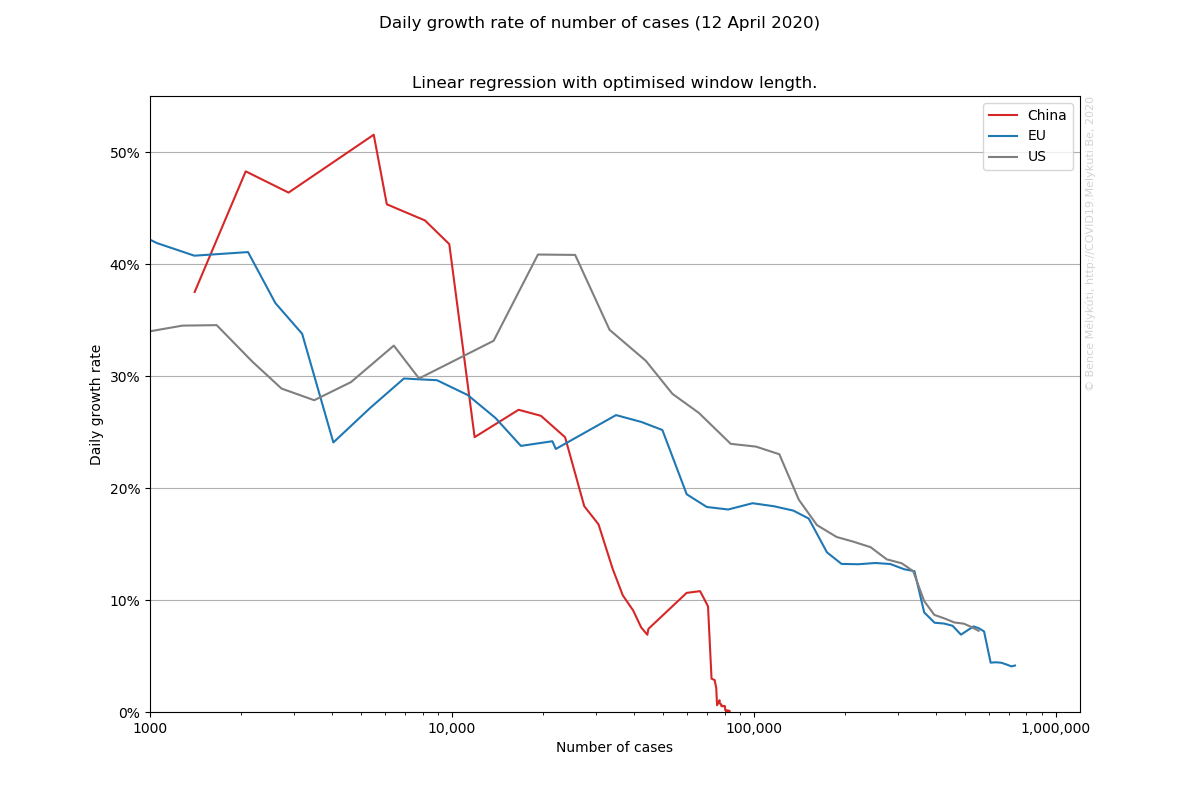 Daily growth rate of number of cases (12 April 2020)
Linear regression with optimised window length.
China
EU
US
© Bence Mélykúti, http://COVID19.Melykuti.Be, 2020
Daily growth rate
50%
40%
30%
20%
10%
0%
1000
10,000
100,000
1,000,000
Number of cases